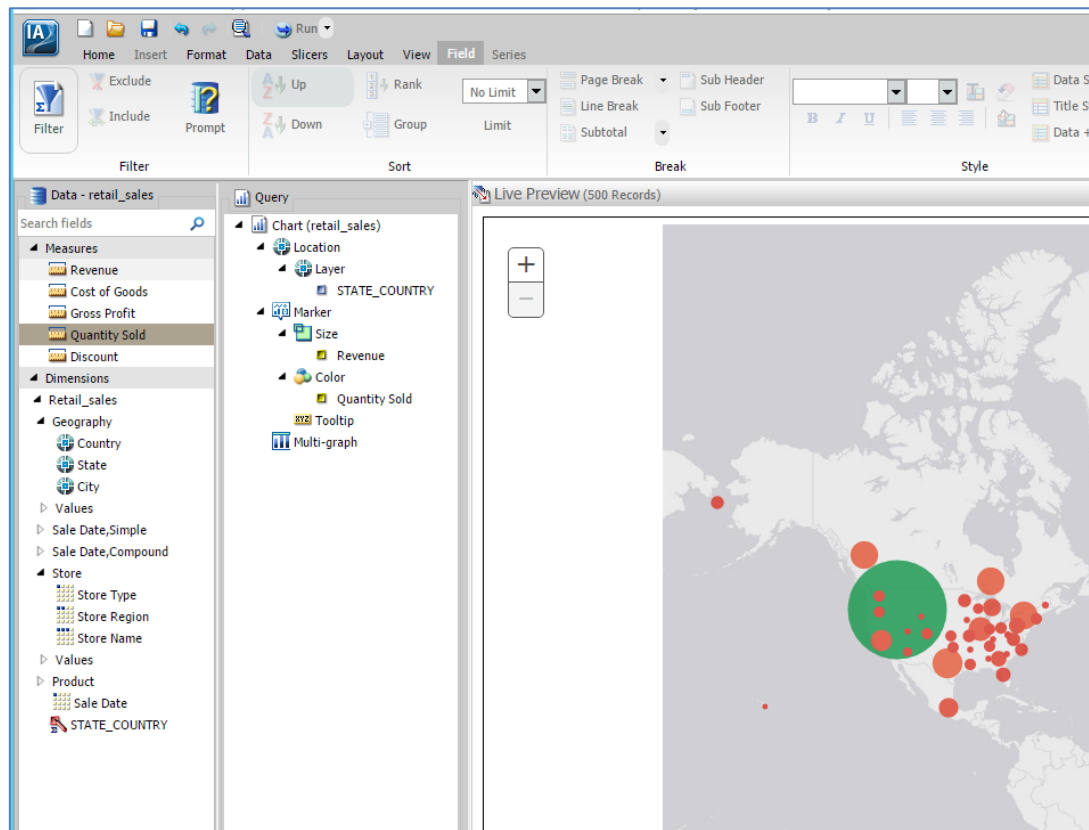 IA
Run
Home Insert Format Data Slicers Layout View Field Series
Filter
Exclude
Include
Prompt
Filter
Up
Down
Rank
Group
No Limit
Limit
Sort
Page Break
Line Break
Subtotal
Sub Header
Sub Footer
Break
B I U
Data S
Title S
Data +
Style
Data - retail_sales
Search fields
Measures
Revenue
Cost of Goods
Gross Profit
Quantity Sold
Discount
Dimensions
Retail_sales
Geography
Country
State
City
Values
Sale Date,Simple
Sale Date,Compound
Store
Store Type
Store Region
Store Name
Values
Product
Sale Date
STATE_COUNTRY
Query
Chart (retail_sales)
Location
Layer
STATE_COUNTRY
Marker
Size
Revenue
Color
Quantity Sold
XYZ Tooltip
Multi-graph
Live Preview (500 Records)
+
−